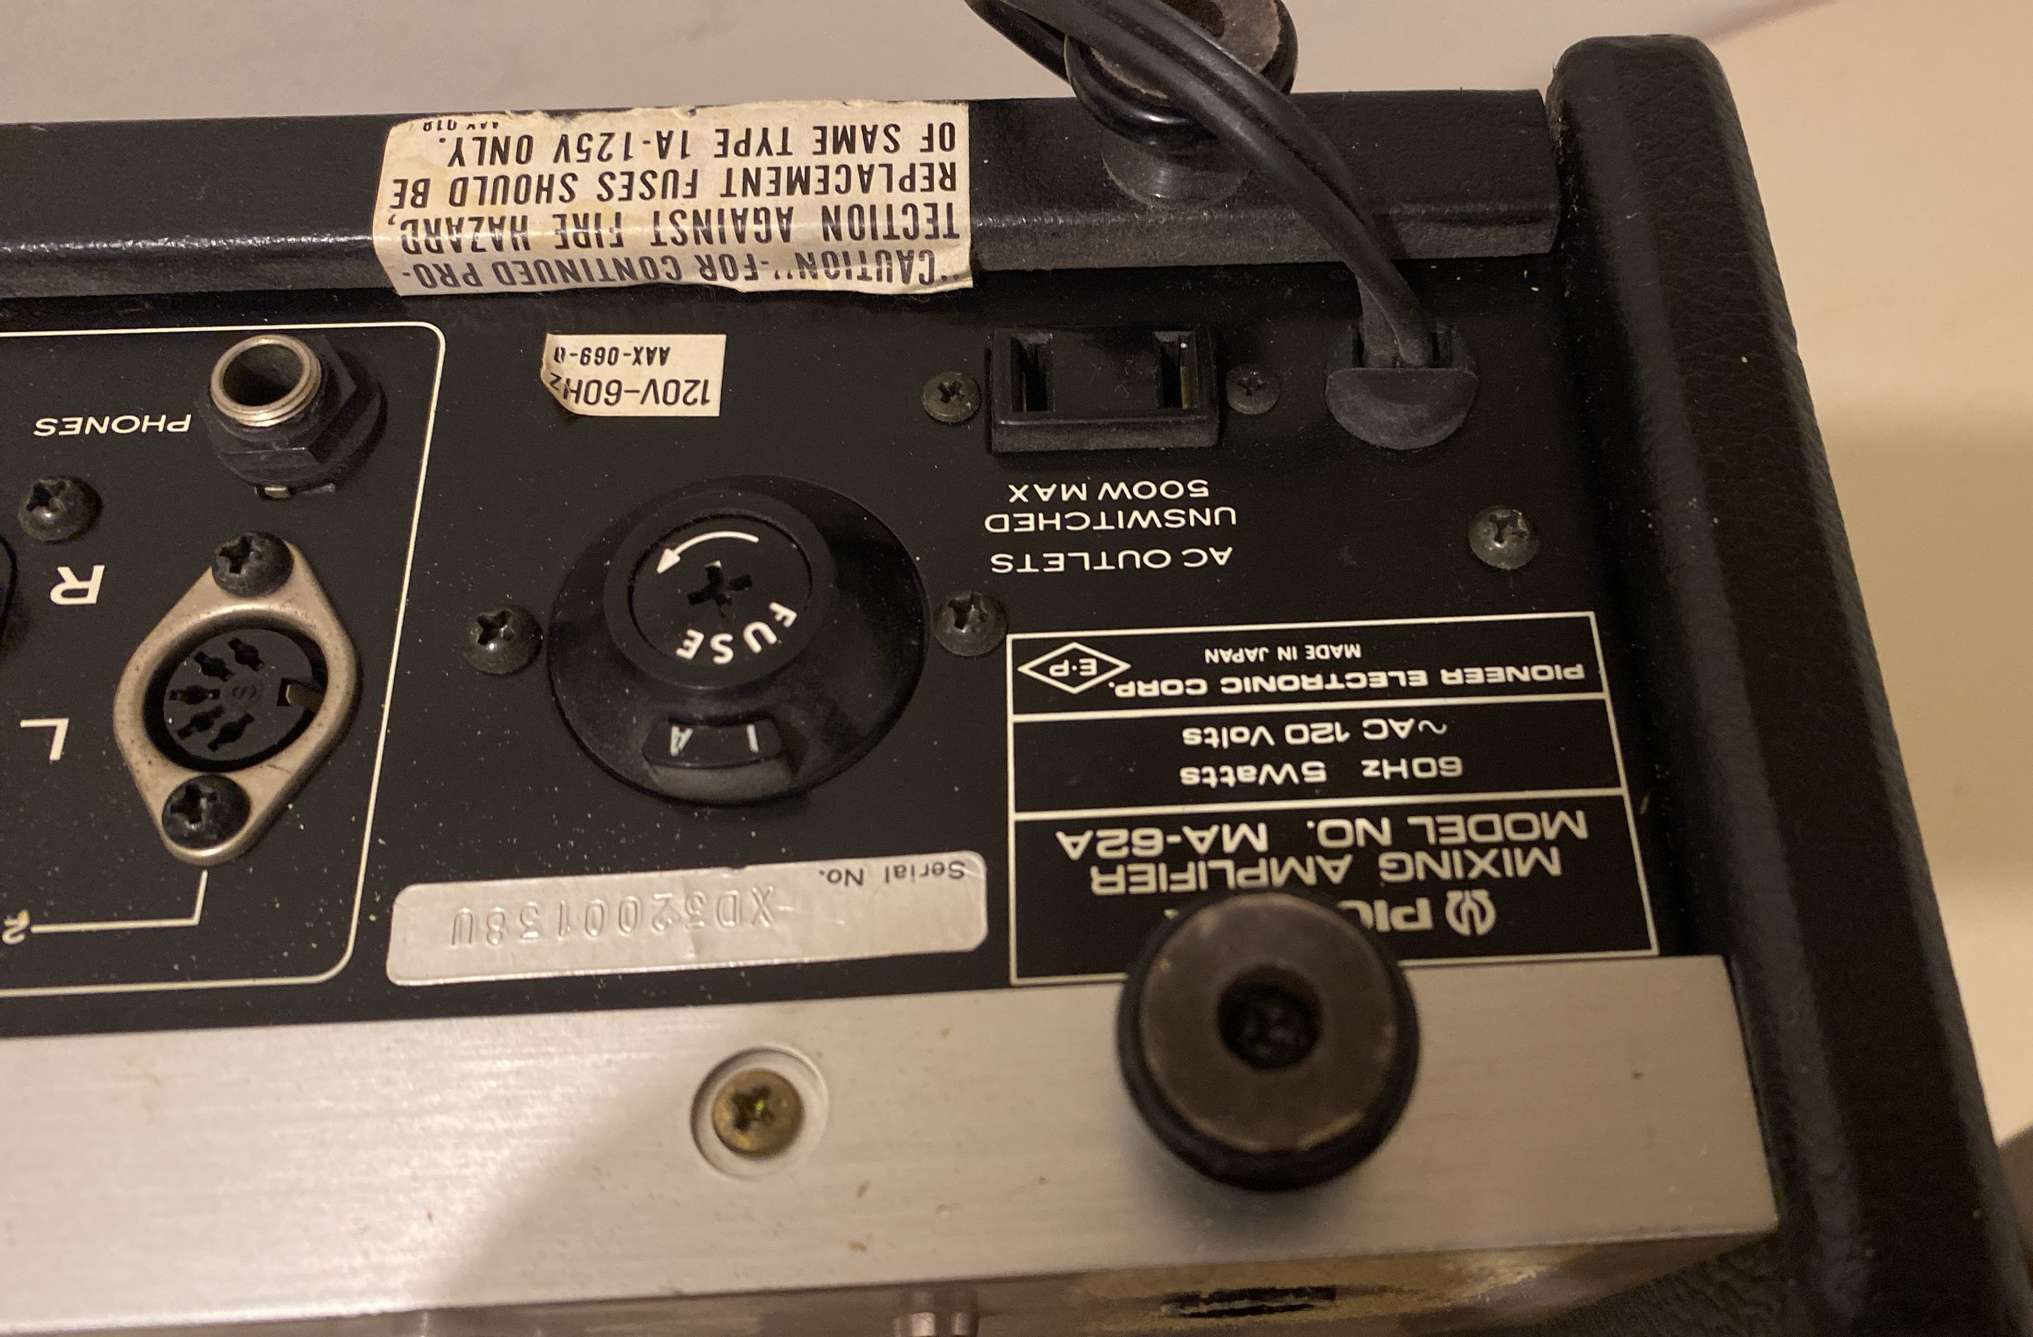 MIXING AMPLIFIER
MODEL NO. MA-62A
60Hz 5Watts
~AC 120 Volts
PIONEER ELECTRONIC CORP.
MADE IN JAPAN
E·P
AC OUTLETS
UNSWITCHED
500W MAX
Serial No.
XD3200138U
1 A
FUSE
120V-60Hz
AAX-069-0
"CAUTION"-FOR CONTINUED PRO-
TECTION AGAINST FIRE HAZARD,
REPLACEMENT FUSES SHOULD BE
OF SAME TYPE 1A-125V ONLY.
2
L
R
PHONES